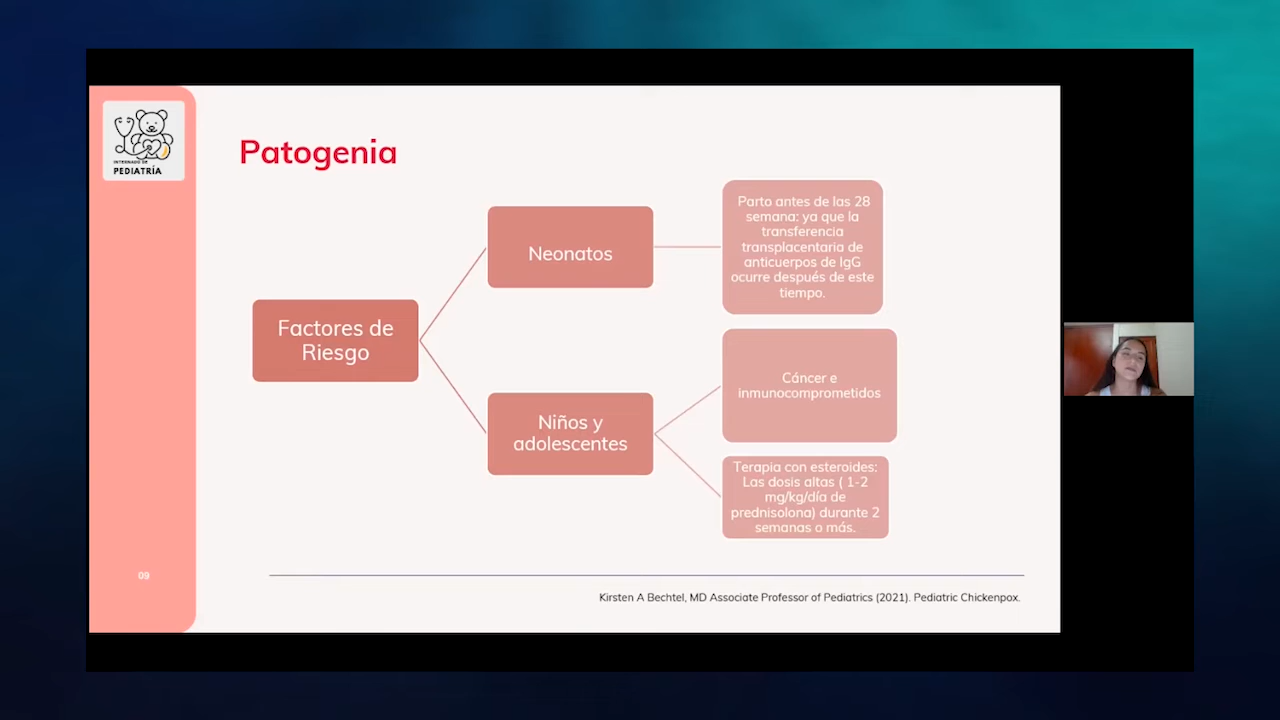 INTERNADO DE
PEDIATRÍA
Patogenia
Factores de
Riesgo
Neonatos
Parto antes de las 28
semana: ya que la
transferencia
transplacentaria de
anticuerpos de IgG
ocurre después de este
tiempo.
Niños y
adolescentes
Cáncer e
inmunocomprometidos
Terapia con esteroides:
Las dosis altas ( 1-2
mg/kg/día de
prednisolona) durante 2
semanas o más.
09
Kirsten A Bechtel, MD Associate Professor of Pediatrics (2021). Pediatric Chickenpox.